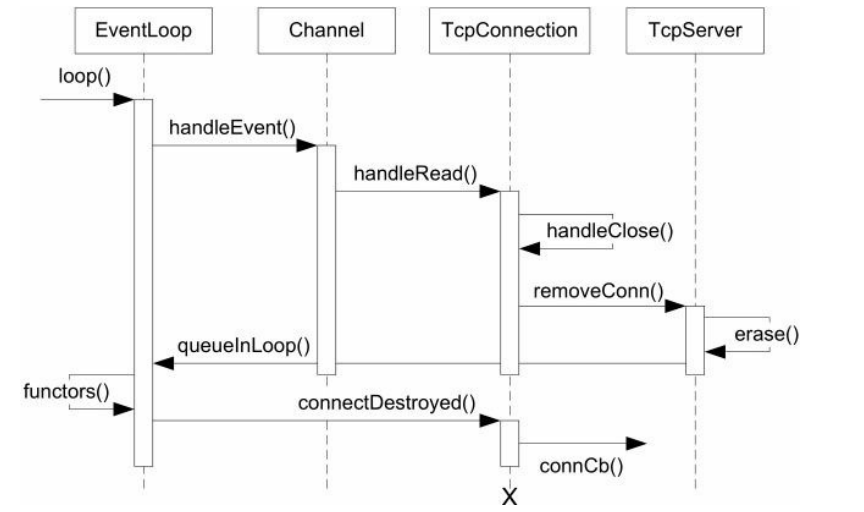 EventLoop
Channel
TcpConnection
TcpServer
loop()
handleEvent()
handleRead()
handleClose()
removeConn()
erase()
queueInLoop()
functors()
connectDestroyed()
connCb()
X